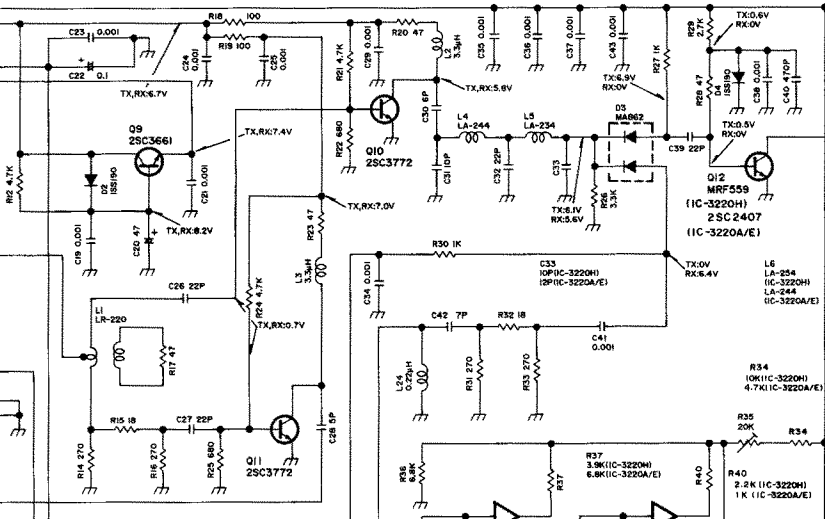 R18 100
C23 0.001
R19 100
C24 0.001
C25 0.001
C22 + 0.1
TX,RX:6.7V
R21 4.7K
C29 0.001
R20 47
L2 3.3μH
C35 0.001
C36 0.001
C37 0.001
C43 0.001
R27 1K
R29 2.7K
TX:0.6V
RX:0V
R28 47
D4 1SS190
C38 0.001
C40 470P
TX:6.9V
RX:0V
TX,RX:5.8V
C30 6P
Q9
2SC3661
TX,RX:7.4V
R12 4.7K
D2 1SS190
C21 0.001
R22 680
Q10
2SC3772
L4
LA-244
L5
LA-234
D3
MA862
TX:0.5V
RX:0V
C39 22P
C31 10P
C32 22P
C33
TX:6.1V
RX:5.6V
R26 3.3K
Q12
MRF559
(IC-3220H)
2SC2407
(IC-3220A/E)
C19 0.001
C20 47 +
TX,RX:8.2V
R23 47
TX,RX:7.0V
L3 3.3μH
R30 1K
C34 0.001
C33
10P(IC-3220H)
12P(IC-3220A/E)
TX:0V
RX:6.4V
L6
LA-254
(IC-3220H)
LA-244
(IC-3220A/E)
C26 22P
R24 4.7K
TX,RX:0.7V
L1
LR-220
R17 47
C42 7P
R32 18
C41
0.001
L24 0.22μH
R31 270
R33 270
R34
10K(IC-3220H)
4.7K(IC-3220A/E)
R15 18
C27 22P
C28 5P
R14 270
R16 270
R25 680
Q11
2SC3772
R35
20K
R34
R36 6.8K
R37
R37
3.9K(IC-3220H)
6.8K(IC-3220A/E)
R40
R40
2.2K(IC-3220H)
1K (IC-3220A/E)